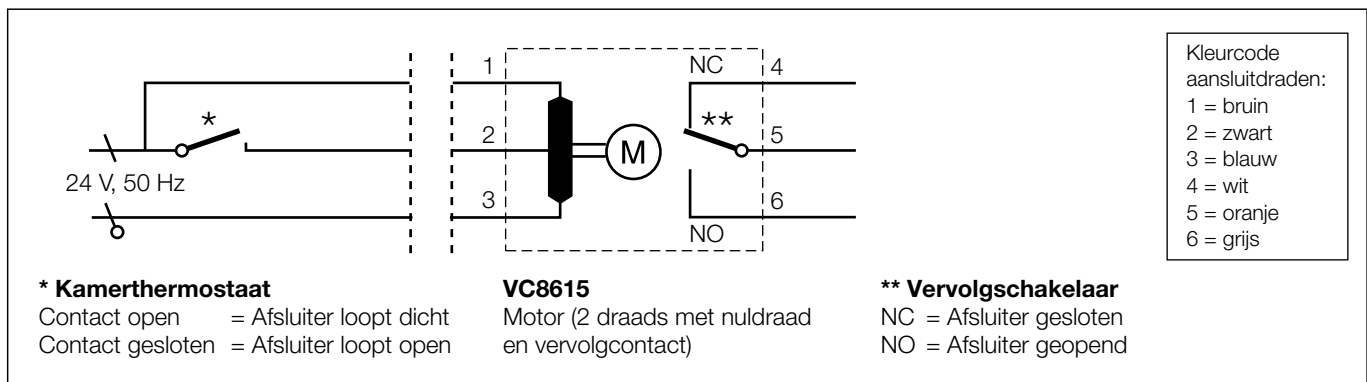 1
NC
4
Kleurcode
aansluitdraden:
1 = bruin
2 = zwart
3 = blauw
4 = wit
5 = oranje
6 = grijs
*
2
**
M
5
24 V, 50 Hz
3
6
NO
* Kamerthermostaat
Contact open = Afsluiter loopt dicht
Contact gesloten = Afsluiter loopt open
VC8615
Motor (2 draads met nuldraad
en vervolgcontact)
** Vervolgschakelaar
NC = Afsluiter gesloten
NO = Afsluiter geopend